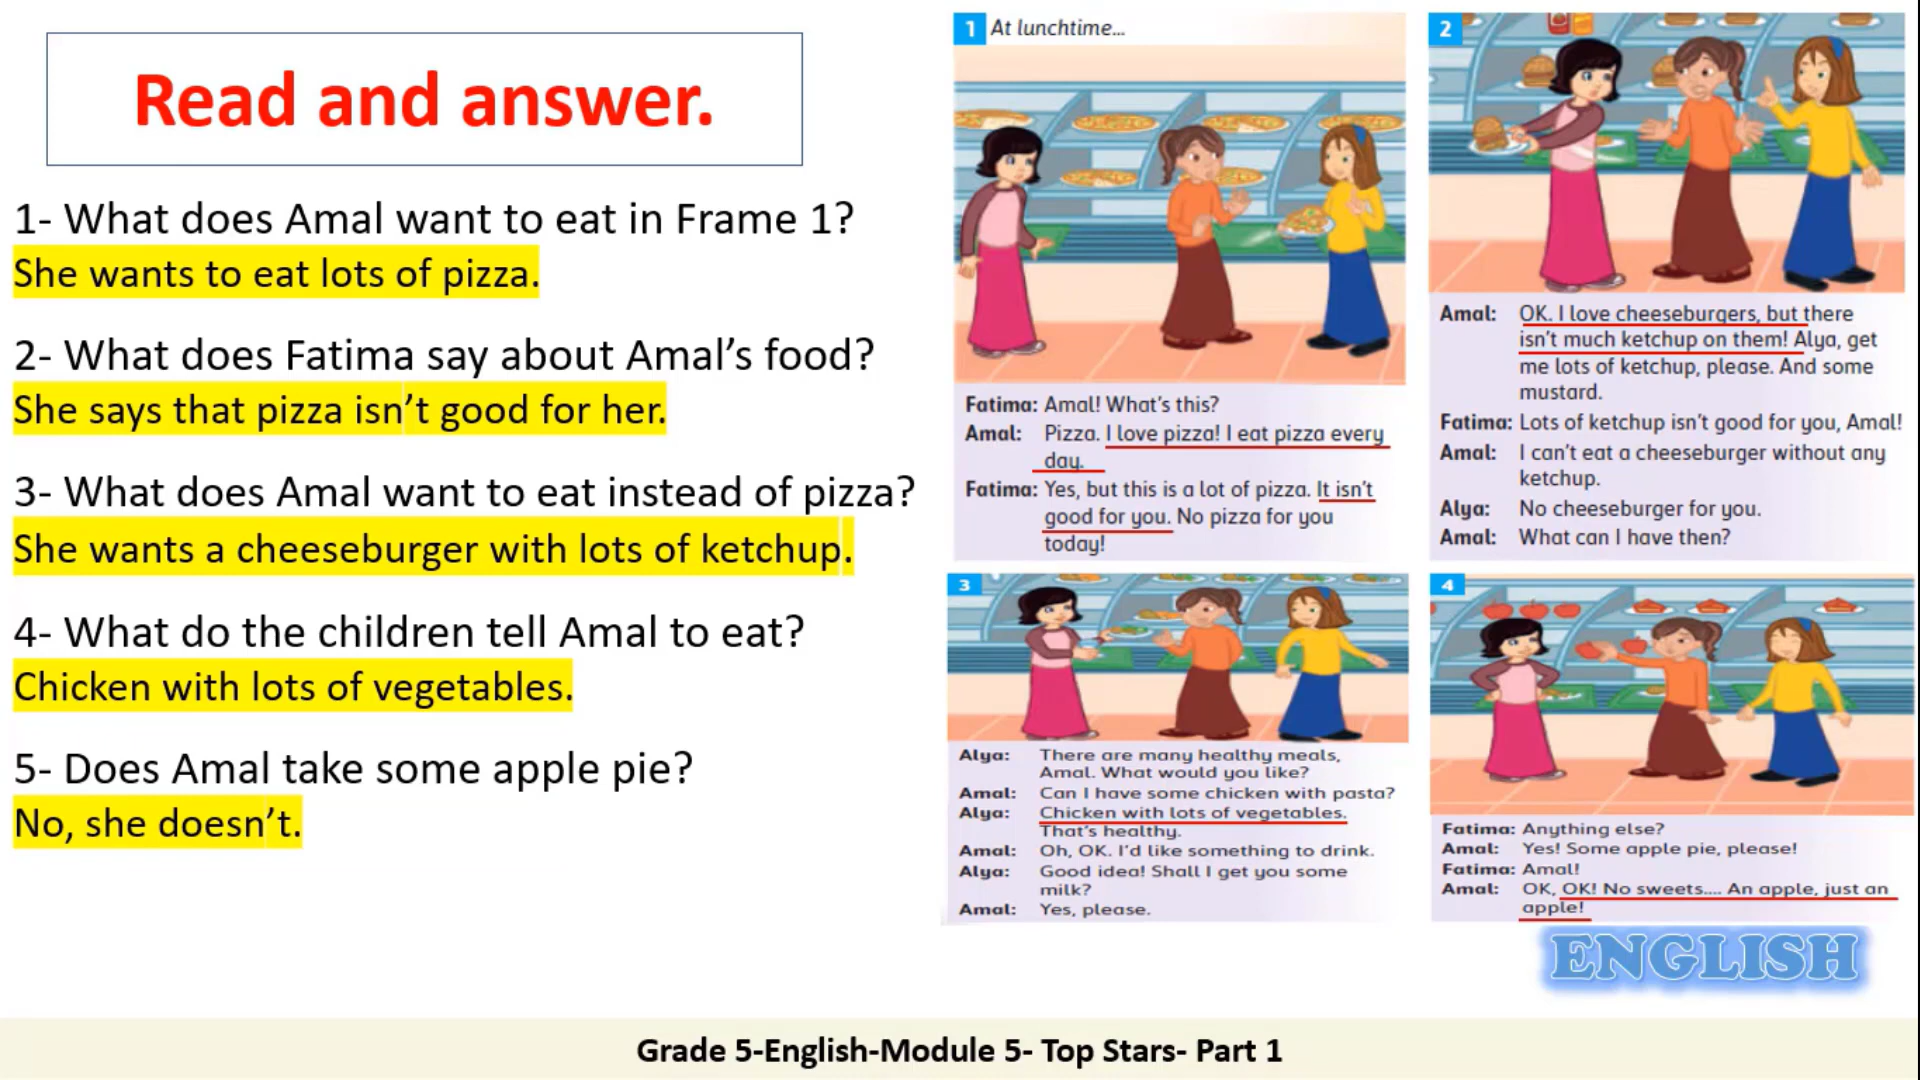 Read and answer.
1- What does Amal want to eat in Frame 1?
She wants to eat lots of pizza.
2- What does Fatima say about Amal’s food?
She says that pizza isn’t good for her.
3- What does Amal want to eat instead of pizza?
She wants a cheeseburger with lots of ketchup.
4- What do the children tell Amal to eat?
Chicken with lots of vegetables.
5- Does Amal take some apple pie?
No, she doesn’t.
1 At lunchtime...
Fatima: Amal! What's this?
Amal: Pizza. I love pizza! I eat pizza every
day.
Fatima: Yes, but this is a lot of pizza. It isn't
good for you. No pizza for you
today!
2
Amal: OK. I love cheeseburgers, but there
isn't much ketchup on them! Alya, get
me lots of ketchup, please. And some
mustard.
Fatima: Lots of ketchup isn't good for you, Amal!
Amal: I can't eat a cheeseburger without any
ketchup.
Alya: No cheeseburger for you.
Amal: What can I have then?
3
Alya: There are many healthy meals,
Amal. What would you like?
Amal: Can I have some chicken with pasta?
Alya: Chicken with lots of vegetables.
That's healthy.
Amal: Oh, OK. I'd like something to drink.
Alya: Good idea! Shall I get you some
milk?
Amal: Yes, please.
4
Fatima: Anything else?
Amal: Yes! Some apple pie, please!
Fatima: Amal!
Amal: OK, OK! No sweets.... An apple, just an
apple!
ENGLISH
Grade 5-English-Module 5- Top Stars- Part 1